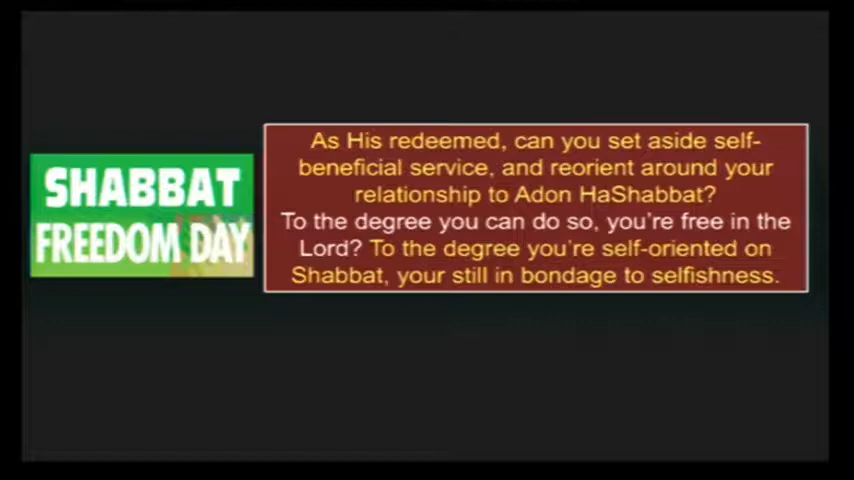 SHABBAT
FREEDOM DAY
As His redeemed, can you set aside self-
beneficial service, and reorient around your
relationship to Adon HaShabbat?
To the degree you can do so, you're free in the
Lord? To the degree you're self-oriented on
Shabbat, your still in bondage to selfishness.